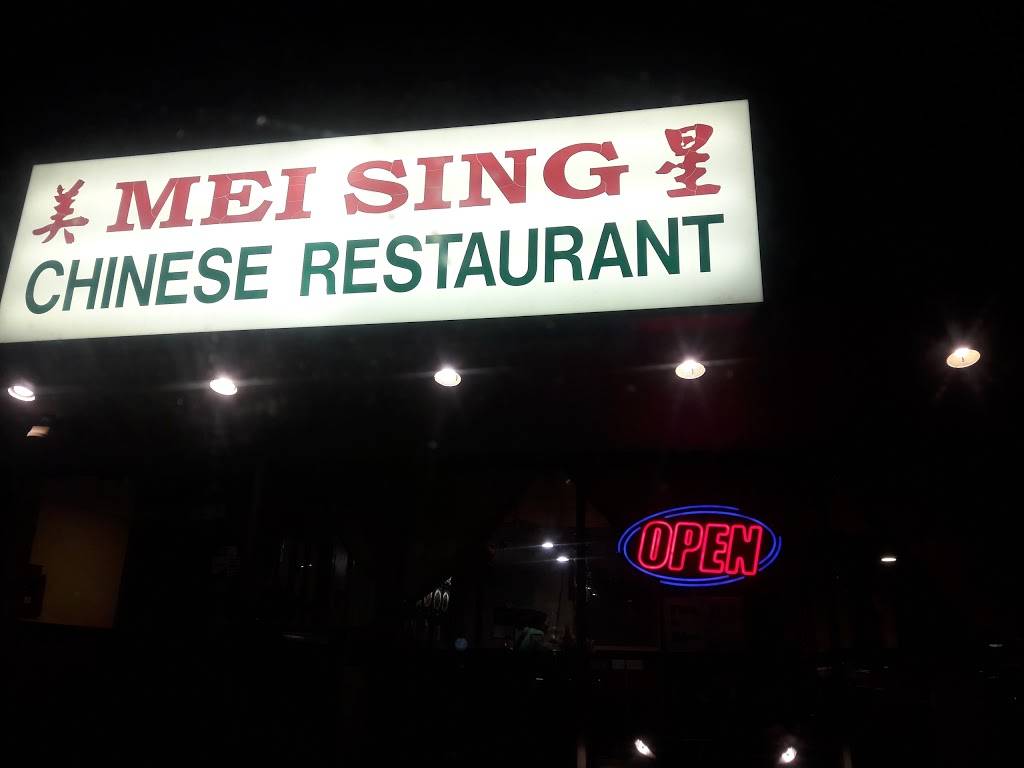 美 MEI SING 星
CHINESE RESTAURANT
OPEN